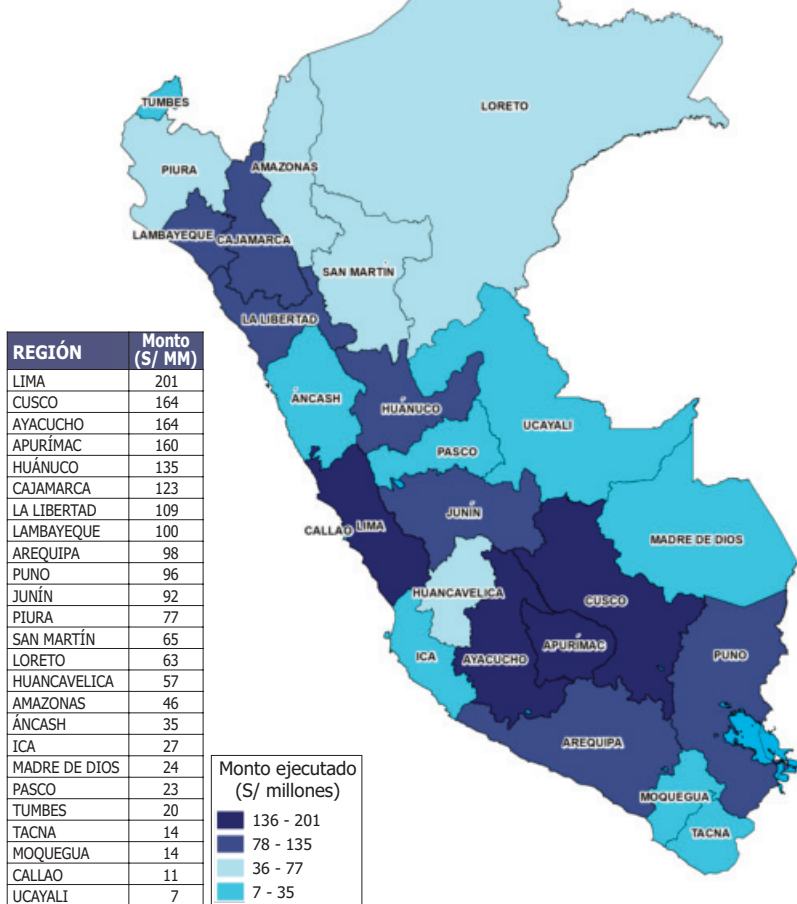 TUMBES
LORETO
PIURA
AMAZONAS
LAMBAYEQUE
CAJAMARCA
SAN MARTÍN
LA LIBERTAD
ÁNCASH
HUÁNUCO
UCAYALI
PASCO
JUNÍN
CALLAO
LIMA
MADRE DE DIOS
HUANCAVELICA
CUSCO
ICA
AYACUCHO
APURÍMAC
PUNO
AREQUIPA
MOQUEGUA
TACNA
REGIÓN Monto (S/ MM)
LIMA 201
CUSCO 164
AYACUCHO 164
APURÍMAC 160
HUÁNUCO 135
CAJAMARCA 123
LA LIBERTAD 109
LAMBAYEQUE 100
AREQUIPA 98
PUNO 96
JUNÍN 92
PIURA 77
SAN MARTÍN 65
LORETO 63
HUANCAVELICA 57
AMAZONAS 46
ÁNCASH 35
ICA 27
MADRE DE DIOS 24
PASCO 23
TUMBES 20
TACNA 14
MOQUEGUA 14
CALLAO 11
UCAYALI 7
Monto ejecutado
(S/ millones)
136 - 201
78 - 135
36 - 77
7 - 35